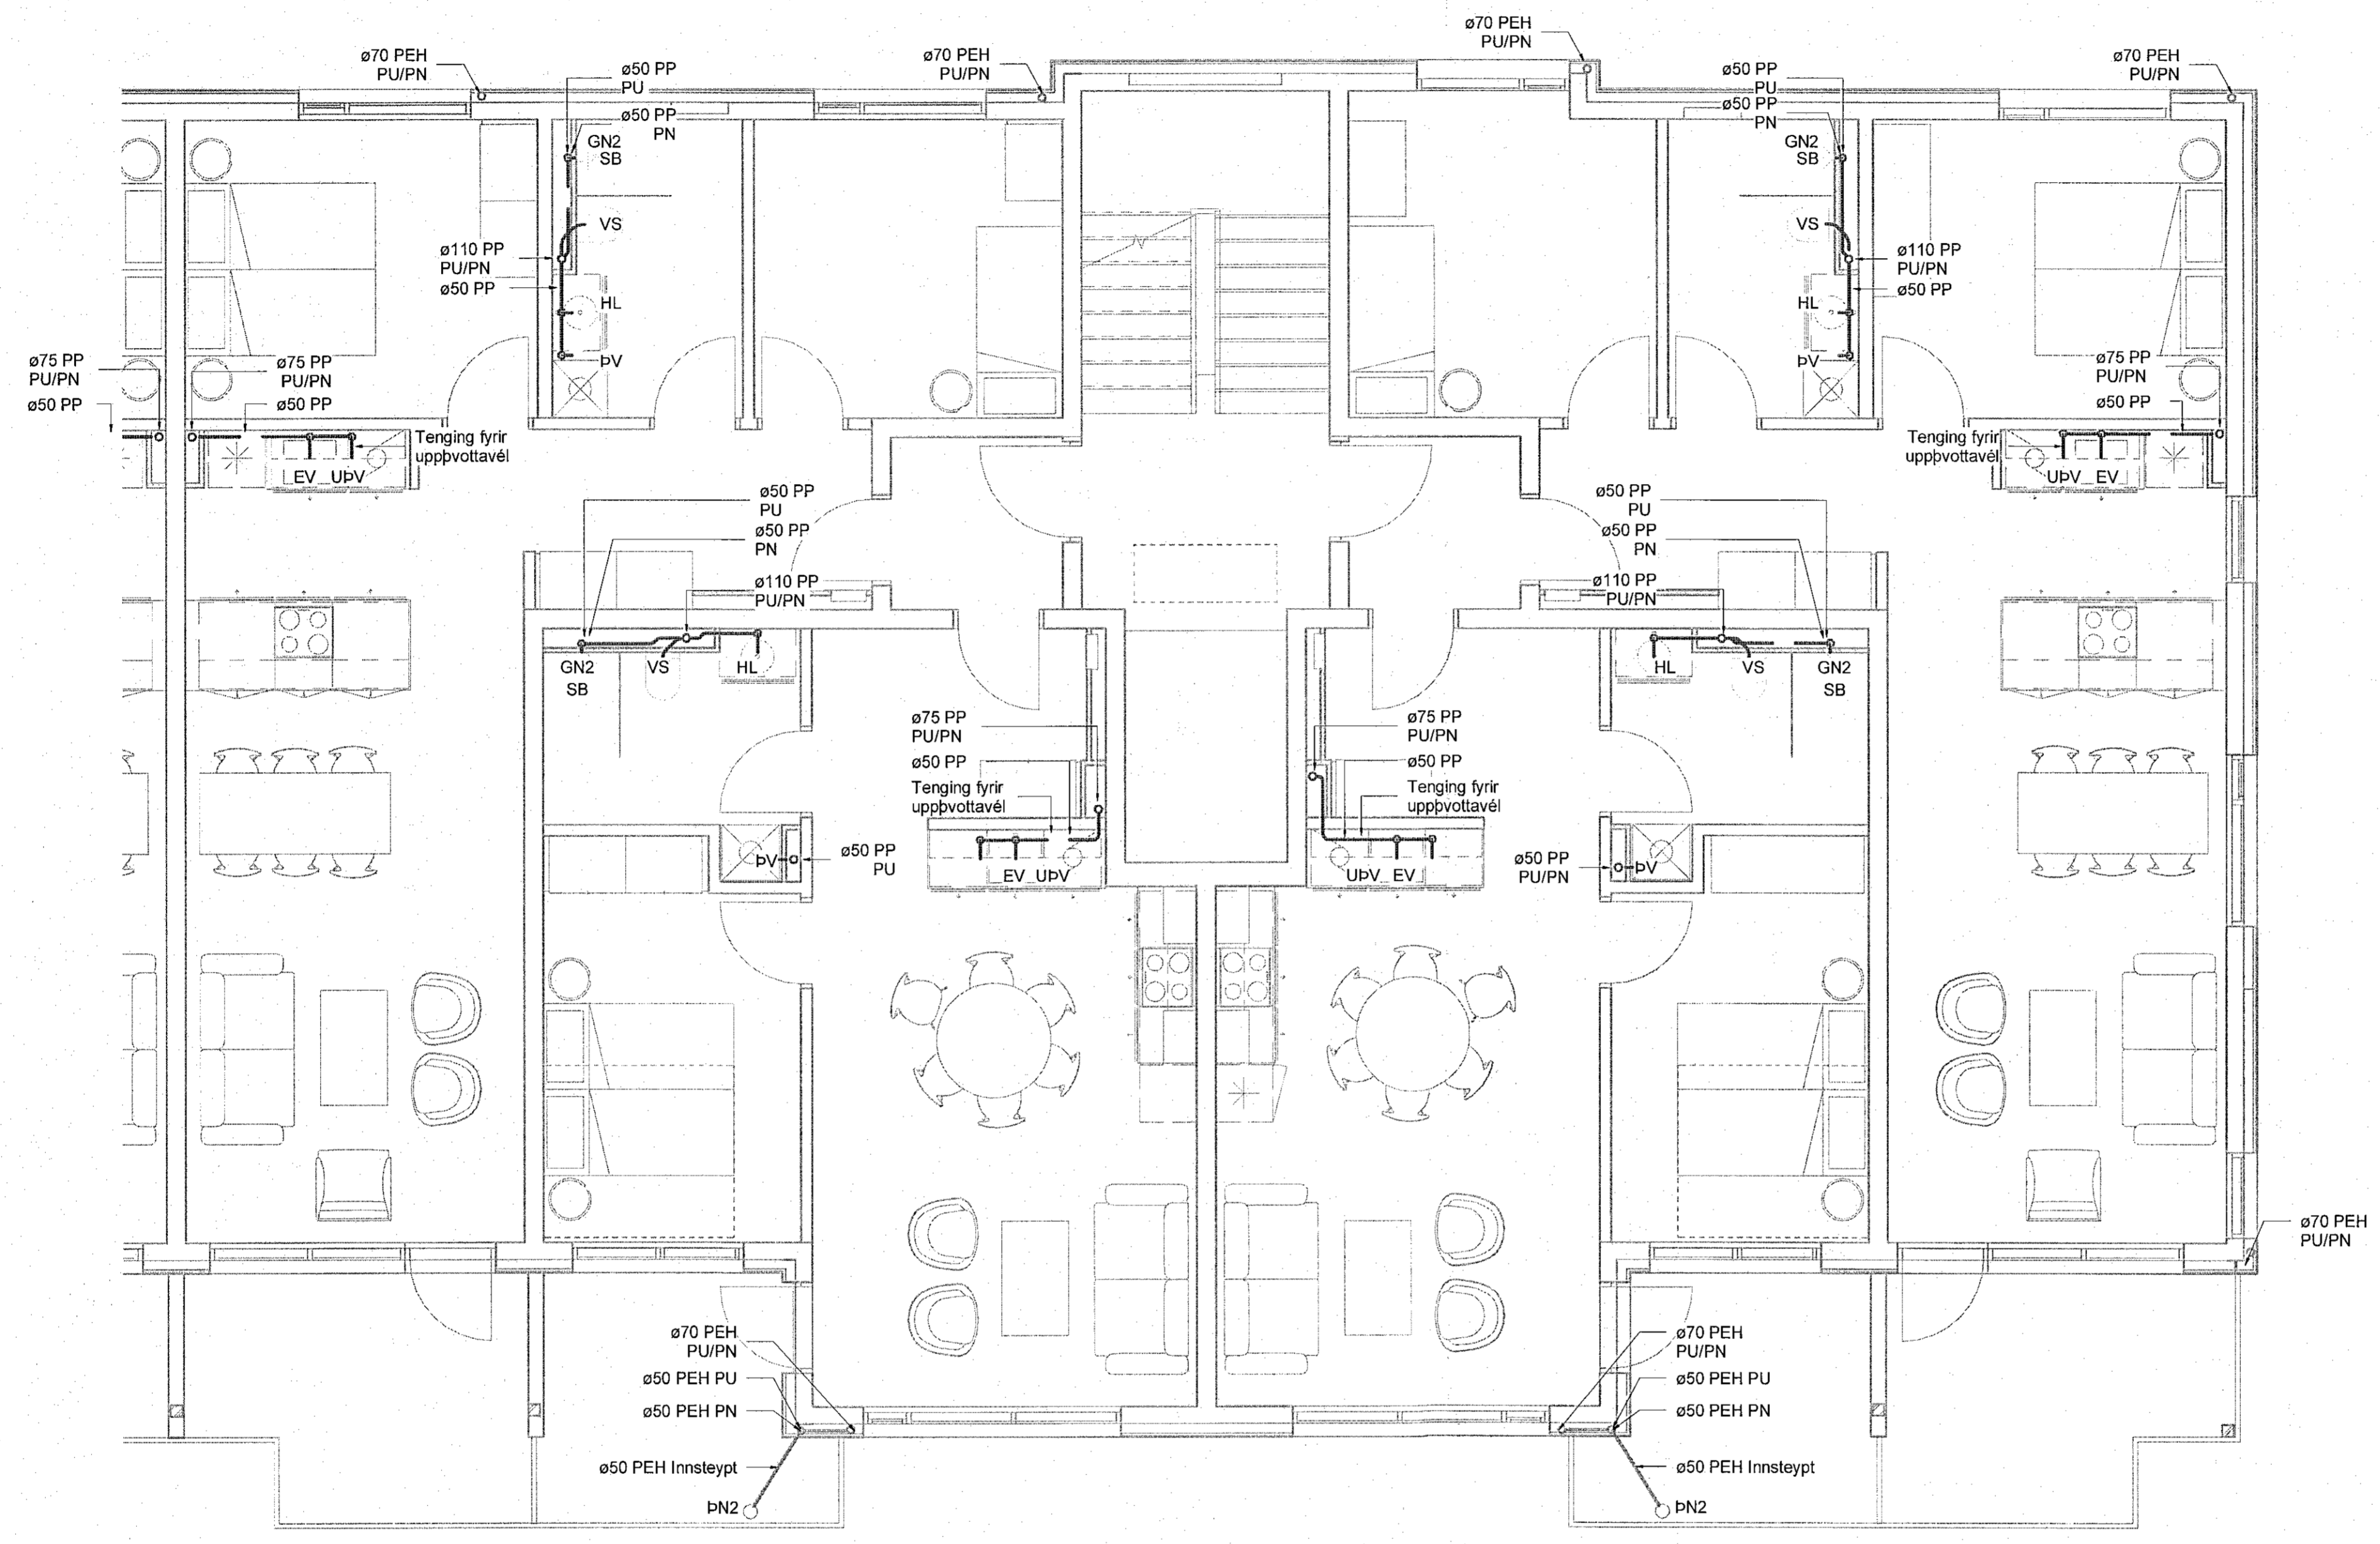 ø70 PEH
PU/PN
ø70 PEH
PU/PN
ø50 PP
PU
ø70 PEH
PU/PN
ø50 PP
PU
ø70 PEH
PU/PN
ø50 PP
PN
GN2
SB
ø50 PP
PN
GN2
SB
VS
VS
ø110 PP
PU/PN
ø50 PP
ø110 PP
PU/PN
ø50 PP
HL
HL
ÞV
ÞV
ø75 PP
PU/PN
ø50 PP
ø75 PP
PU/PN
ø50 PP
ø75 PP
PU/PN
ø50 PP
Tenging fyrir
uppþvottavél
EV UÞV
Tenging fyrir
uppþvottavél
UÞV EV
ø50 PP
PU
ø50 PP
PN
ø110 PP
PU/PN
ø50 PP
PU
ø50 PP
PN
ø110 PP
PU/PN
GN2
SB
VS
HL
HL
VS
GN2
SB
ø75 PP
PU/PN
ø50 PP
Tenging fyrir
uppþvottavél
ø75 PP
PU/PN
ø50 PP
Tenging fyrir
uppþvottavél
ÞV
ø50 PP
PU
EV UÞV
UÞV EV
ø50 PP
PU/PN
ÞV
ø70 PEH
PU/PN
ø70 PEH
PU/PN
ø50 PEH PU
ø50 PEH PN
ø70 PEH
PU/PN
ø50 PEH PU
ø50 PEH PN
ø50 PEH Innsteypt
ø50 PEH Innsteypt
ÞN2
ÞN2